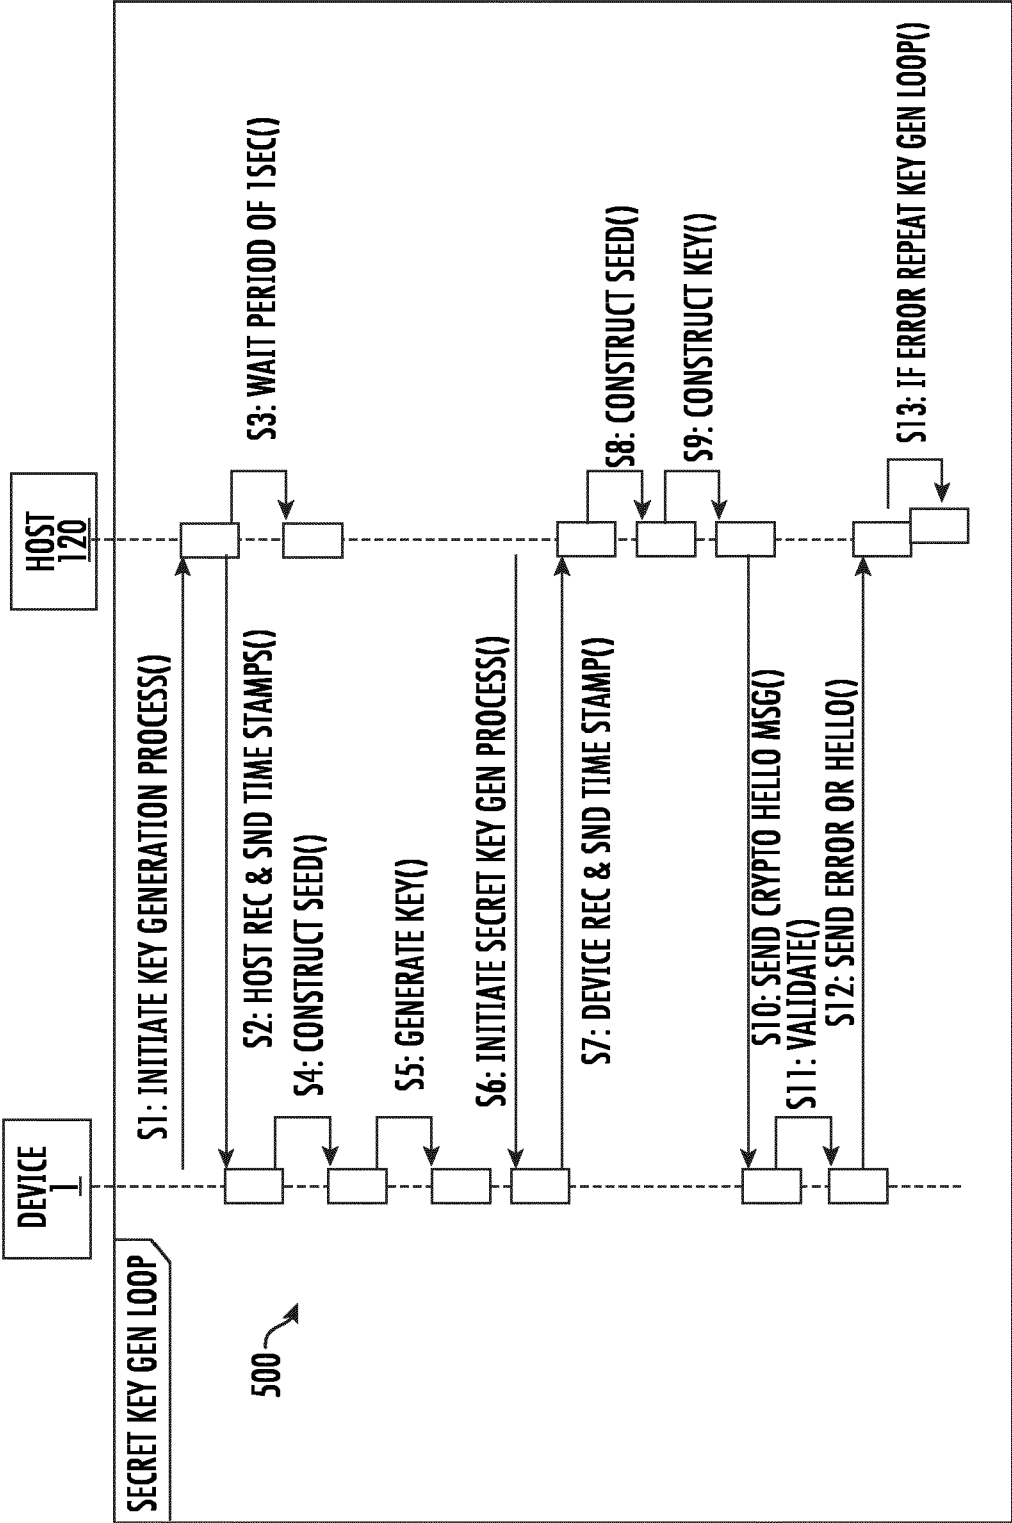 SECRET KEY GEN LOOP
DEVICE
1
HOST
120
500
S1: INITIATE KEY GENERATION PROCESS()
S2: HOST REC & SND TIME STAMPS()
S3: WAIT PERIOD OF 1SEC()
S4: CONSTRUCT SEED()
S5: GENERATE KEY()
S6: INITIATE SECRET KEY GEN PROCESS()
S7: DEVICE REC & SND TIME STAMP()
S8: CONSTRUCT SEED()
S9: CONSTRUCT KEY()
S10: SEND CRYPTO HELLO MSG()
S11: VALIDATE()
S12: SEND ERROR OR HELLO()
S13: IF ERROR REPEAT KEY GEN LOOP()